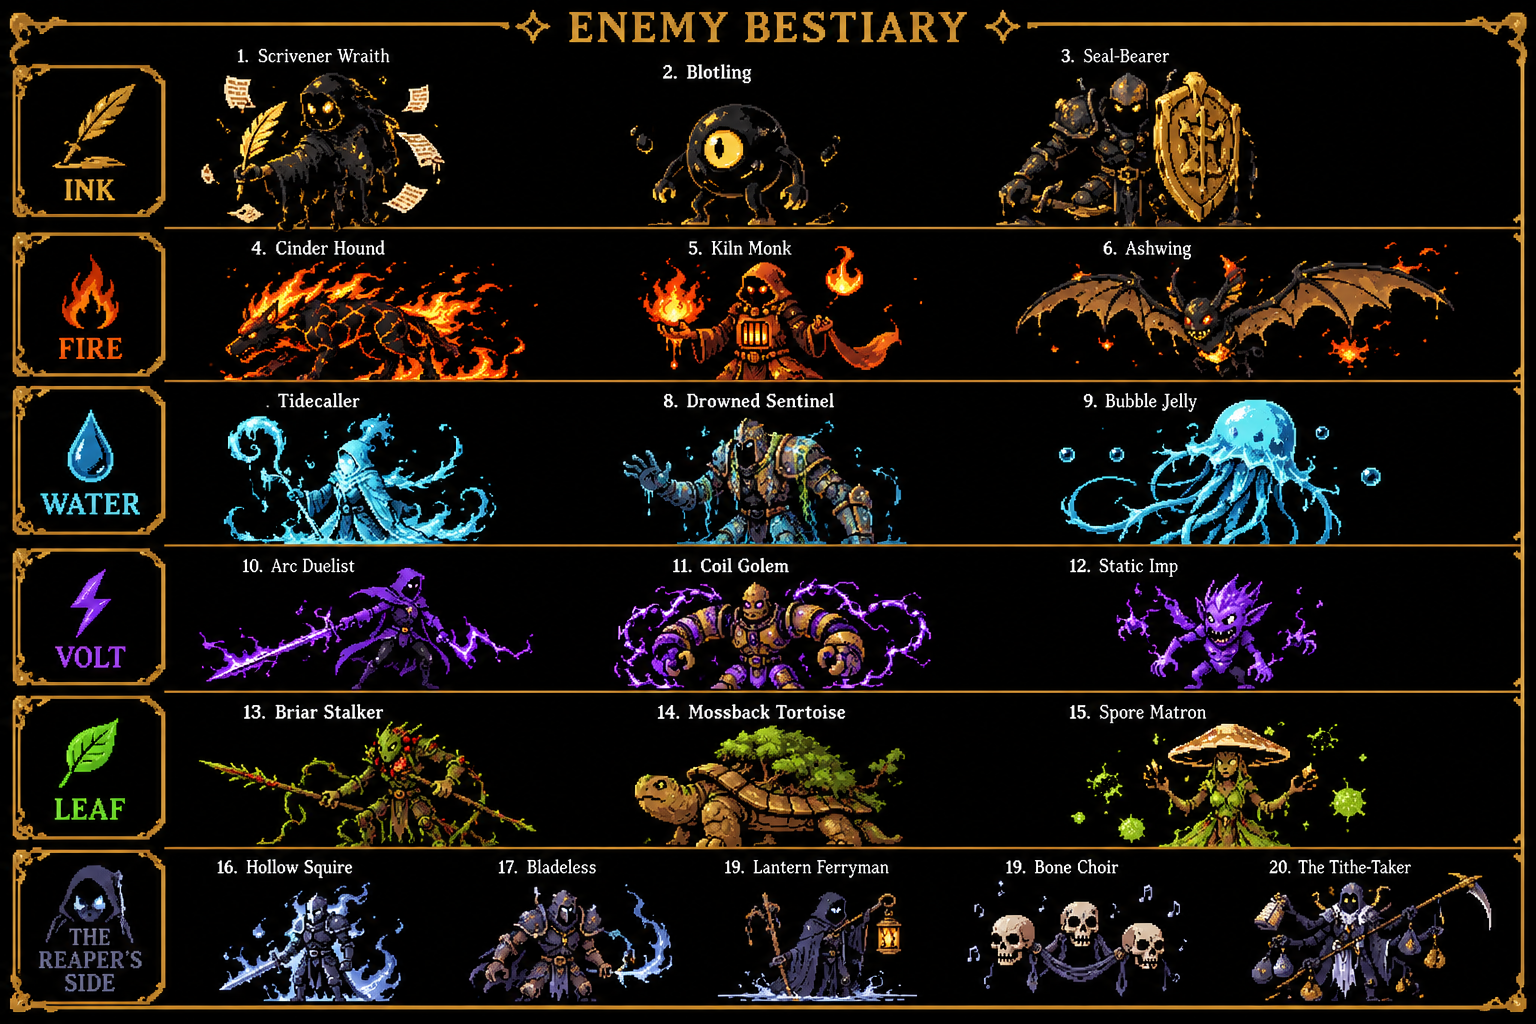 ENEMY BESTIARY
INK
1. Scrivener Wraith
2. Blotling
3. Seal-Bearer
FIRE
4. Cinder Hound
5. Kiln Monk
6. Ashwing
WATER
. Tidecaller
8. Drowned Sentinel
9. Bubble Jelly
VOLT
10. Arc Duelist
11. Coil Golem
12. Static Imp
LEAF
13. Briar Stalker
14. Mossback Tortoise
15. Spore Matron
THE
REAPER'S
SIDE
16. Hollow Squire
17. Bladeless
19. Lantern Ferryman
19. Bone Choir
20. The Tithe-Taker